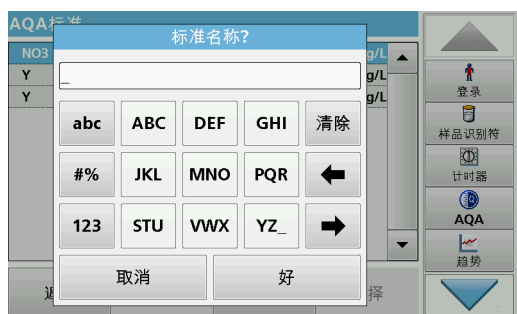 AQA标准
标准名称?
NO3
g/L
Y
g/L
Y
g/L
_
abc ABC DEF GHI 清除
#% JKL MNO PQR
123 STU VWX YZ_
取消 好
择
登录
样品识别符
计时器
AQA
趋势